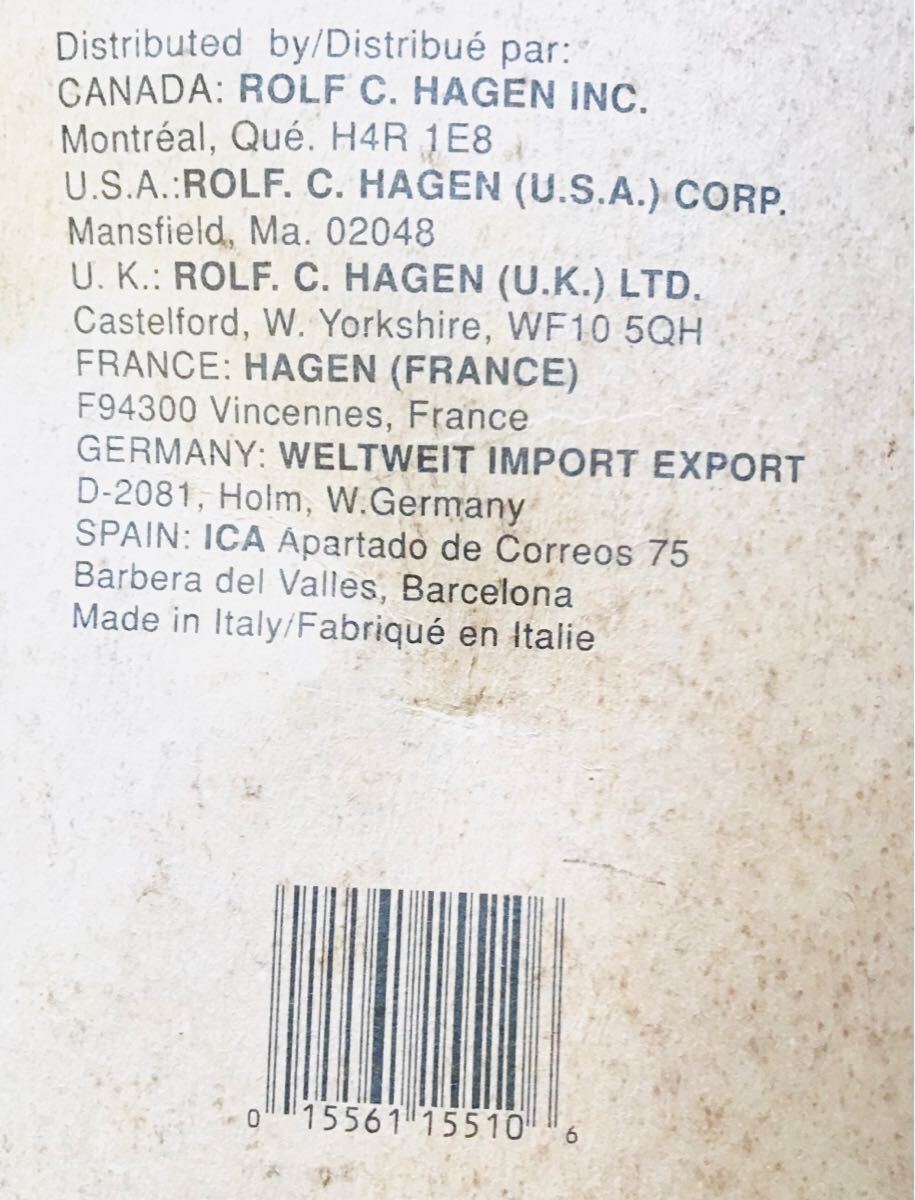 Distributed by/Distribué par:
CANADA: ROLF C. HAGEN INC.
Montréal, Qué. H4R 1E8
U.S.A.:ROLF. C. HAGEN (U.S.A.) CORP.
Mansfield, Ma. 02048
U. K.: ROLF. C. HAGEN (U.K.) LTD.
Castelford, W. Yorkshire, WF10 5QH
FRANCE: HAGEN (FRANCE)
F94300 Vincennes, France
GERMANY: WELTWEIT IMPORT EXPORT
D-2081, Holm, W.Germany
SPAIN: ICA Apartado de Correos 75
Barbera del Valles, Barcelona
Made in Italy/Fabriqué en Italie
0 15561 15510 6